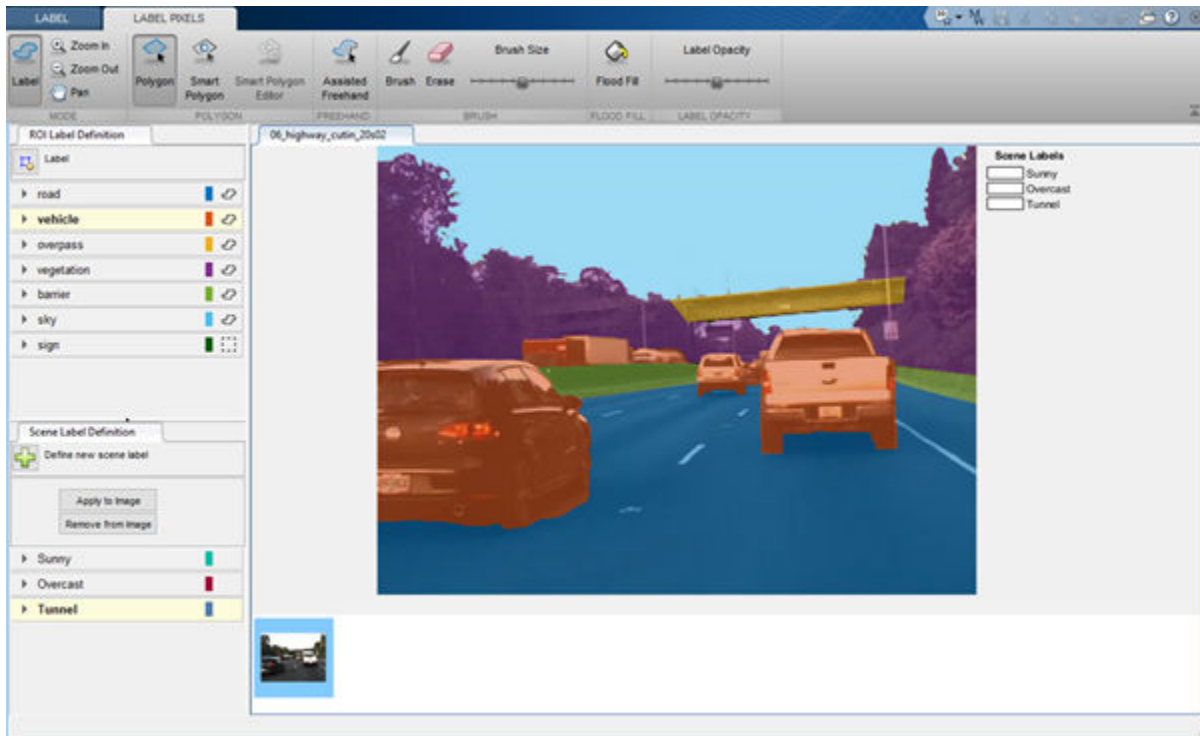 LABEL
LABEL PIXELS
Label
Zoom In
Zoom Out
Pan
Polygon
Smart Polygon
Smart Polygon Editor
Assisted Freehand
Brush
Erase
Brush Size
Flood Fill
Label Opacity
MODE
POLYGON
FREEHAND
BRUSH
FLOOD FILL
LABEL OPACITY
ROI Label Definition
Label
road
vehicle
overpass
vegetation
barrier
sky
sign
Scene Label Definition
Define new scene label
Apply to Image
Remove from Image
Sunny
Overcast
Tunnel
06_highway_cutin_20s02
Scene Labels
Sunny
Overcast
Tunnel